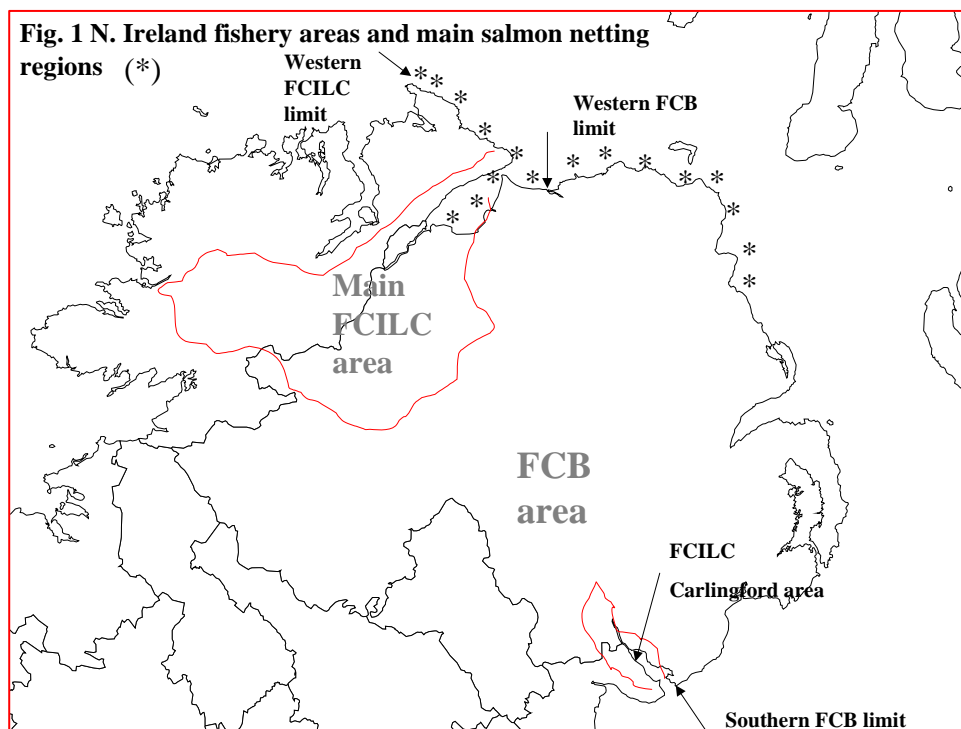 Fig. 1 N. Ireland fishery areas and main salmon netting
regions (*)
Western
FCILC
limit
Western FCB
limit
Main
FCILC
area
FCB
area
FCILC
Carlingford area
Southern FCB limit